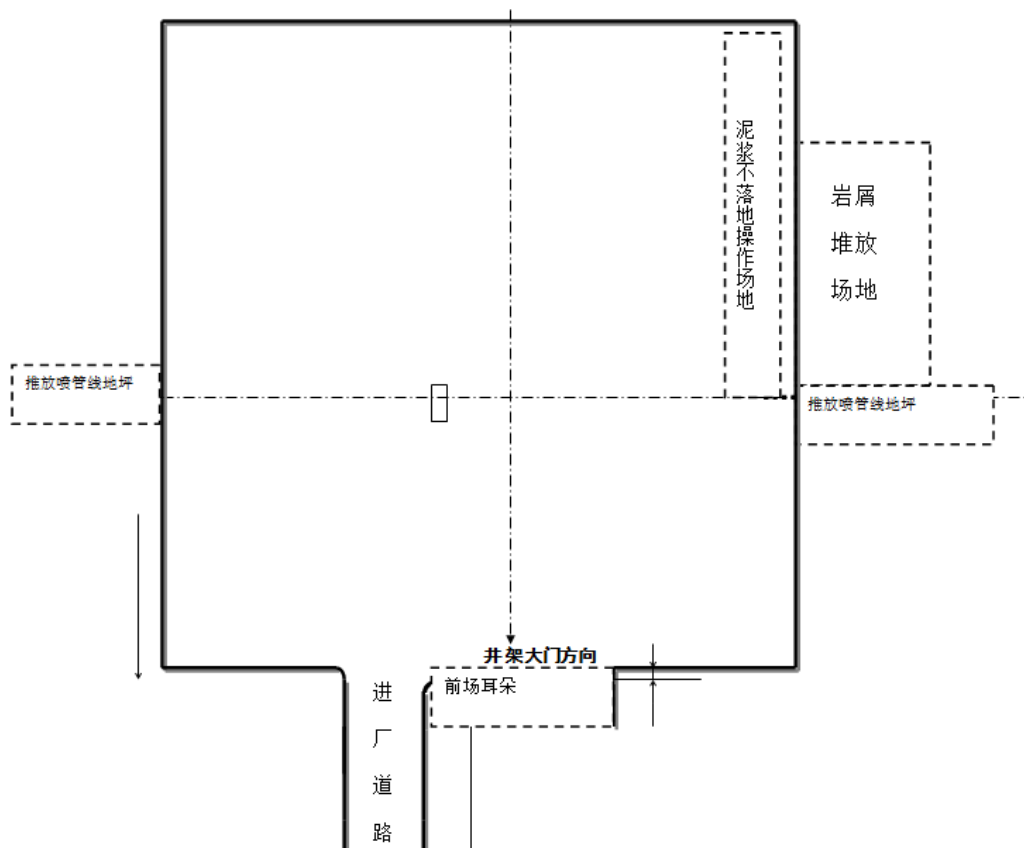 泥浆不落地操作场地
岩屑
堆放
场地
推放喷管线地坪
推放喷管线地坪
井架大门方向
前场耳朵
进
厂
道
路